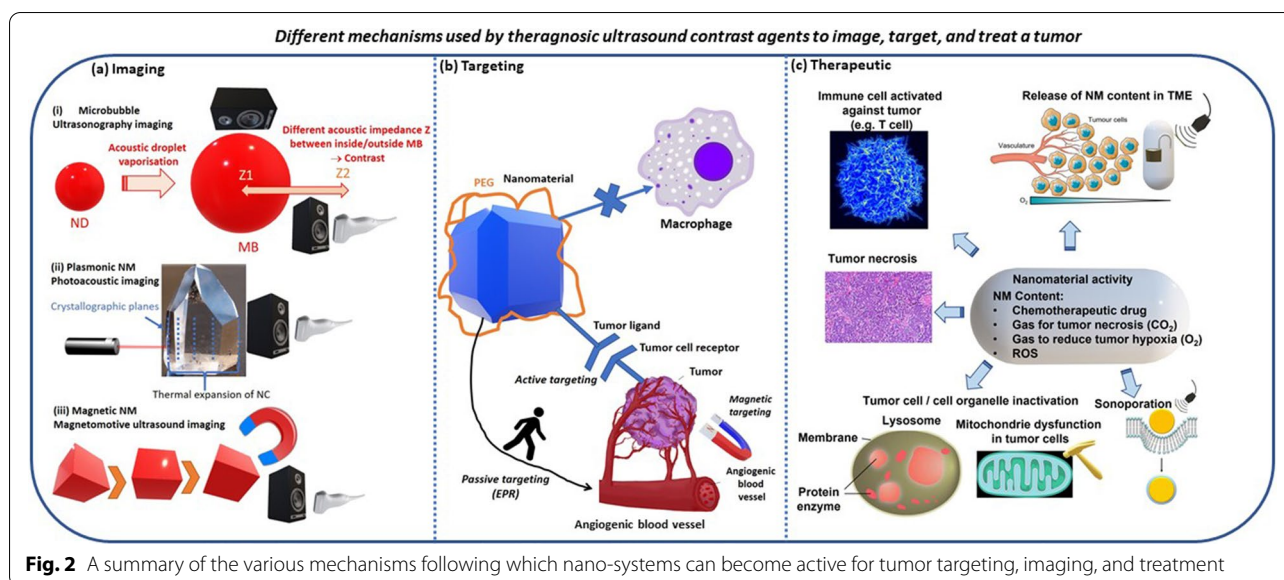 Different mechanisms used by theragnosic ultrasound contrast agents to image, target, and treat a tumor
(a) Imaging
(i) Microbubble
Ultrasonography imaging
Acoustic droplet
vaporisation
Different acoustic impedance Z
between inside/outside MB
→ Contrast
Z1
Z2
ND
MB
(ii) Plasmonic NM
Photoacoustic imaging
Crystallographic planes
Thermal expansion of NC
(iii) Magnetic NM
Magnetomotive ultrasound imaging
(b) Targeting
PEG
Nanomaterial
Macrophage
Tumor ligand
Tumor cell receptor
Active targeting
Tumor
Magnetic
targeting
Passive targeting
(EPR)
Angiogenic
blood
vessel
Angiogenic blood vessel
(c) Therapeutic
Immune cell activated
against tumor
(e.g. T cell)
Release of NM content in TME
Tumour cells
Vasculature
O₂
Tumor necrosis
Nanomaterial activity
NM Content:
• Chemotherapeutic drug
• Gas for tumor necrosis (CO₂)
• Gas to reduce tumor hypoxia (O₂)
• ROS
Tumor cell / cell organelle inactivation
Lysosome
Membrane
Protein
enzyme
Mitochondrie dysfunction
in tumor cells
Sonoporation
Fig. 2 A summary of the various mechanisms following which nano-systems can become active for tumor targeting, imaging, and treatment